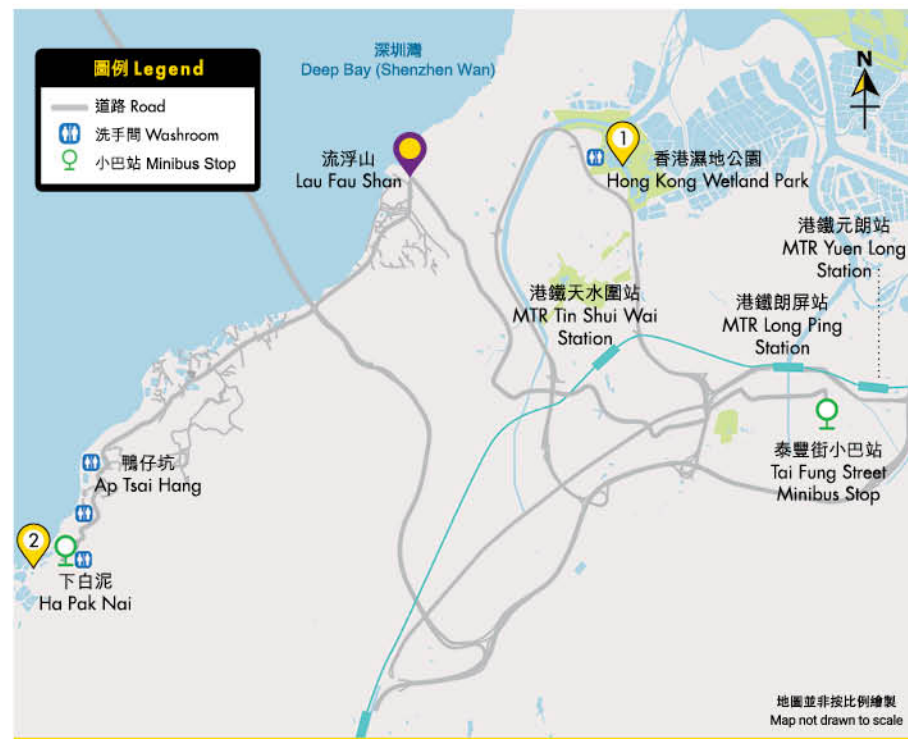 圖例 Legend
道路 Road
洗手間 Washroom
小巴站 Minibus Stop
深圳灣
Deep Bay (Shenzhen Wan)
N
流浮山
Lau Fau Shan
1
香港濕地公園
Hong Kong Wetland Park
港鐵元朗站
MTR Yuen Long
Station
港鐵天水圍站
MTR Tin Shui Wai
Station
港鐵朗屏站
MTR Long Ping
Station
泰豐街小巴站
Tai Fung Street
Minibus Stop
鴨仔坑
Ap Tsai Hang
2
下白泥
Ha Pak Nai
地圖並非按比例繪製
Map not drawn to scale